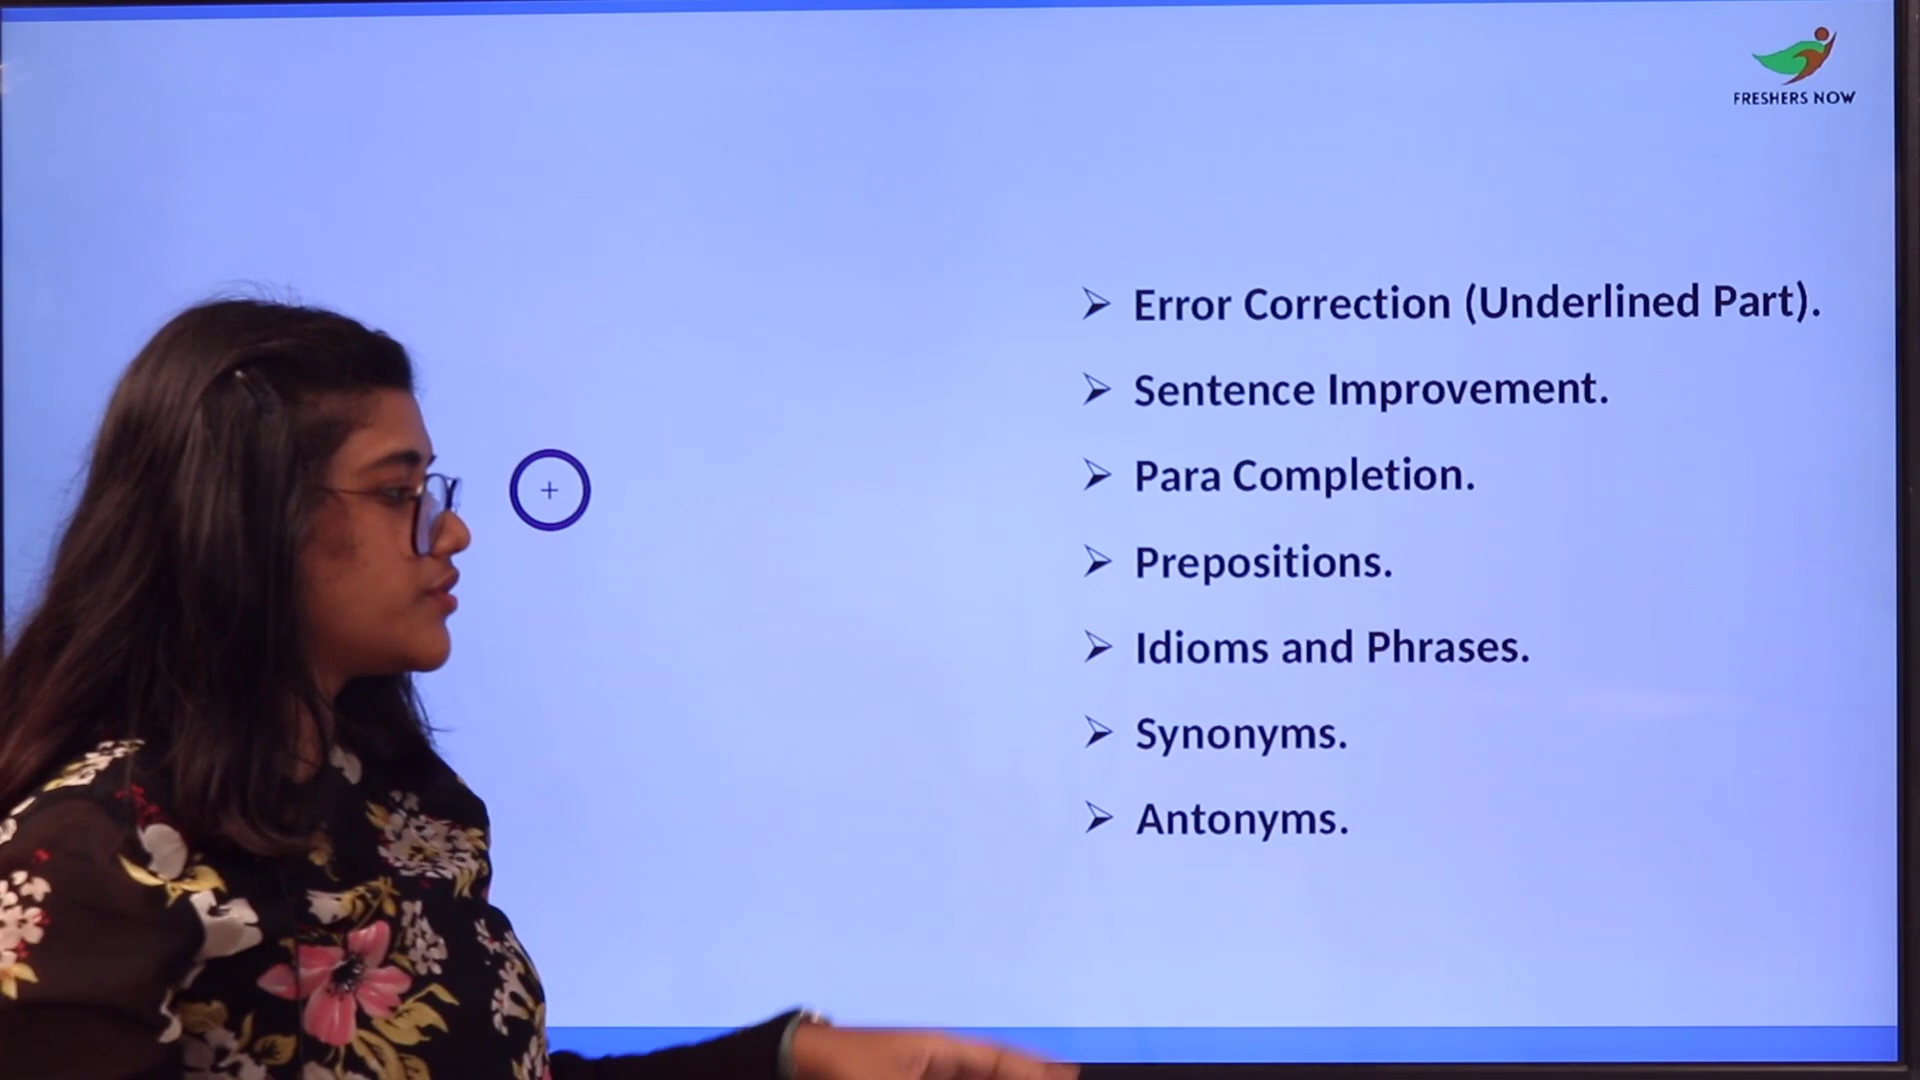 FRESHERS NOW
Error Correction (Underlined Part).
Sentence Improvement.
Para Completion.
Prepositions.
Idioms and Phrases.
Synonyms.
Antonyms.